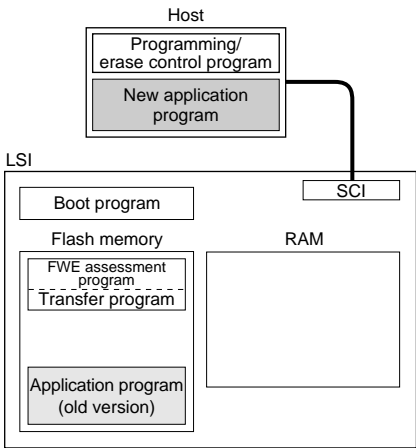 Host
Programming/
erase control program
New application
program
LSI
SCI
Boot program
Flash memory
RAM
FWE assessment
program
Transfer program
Application program
(old version)